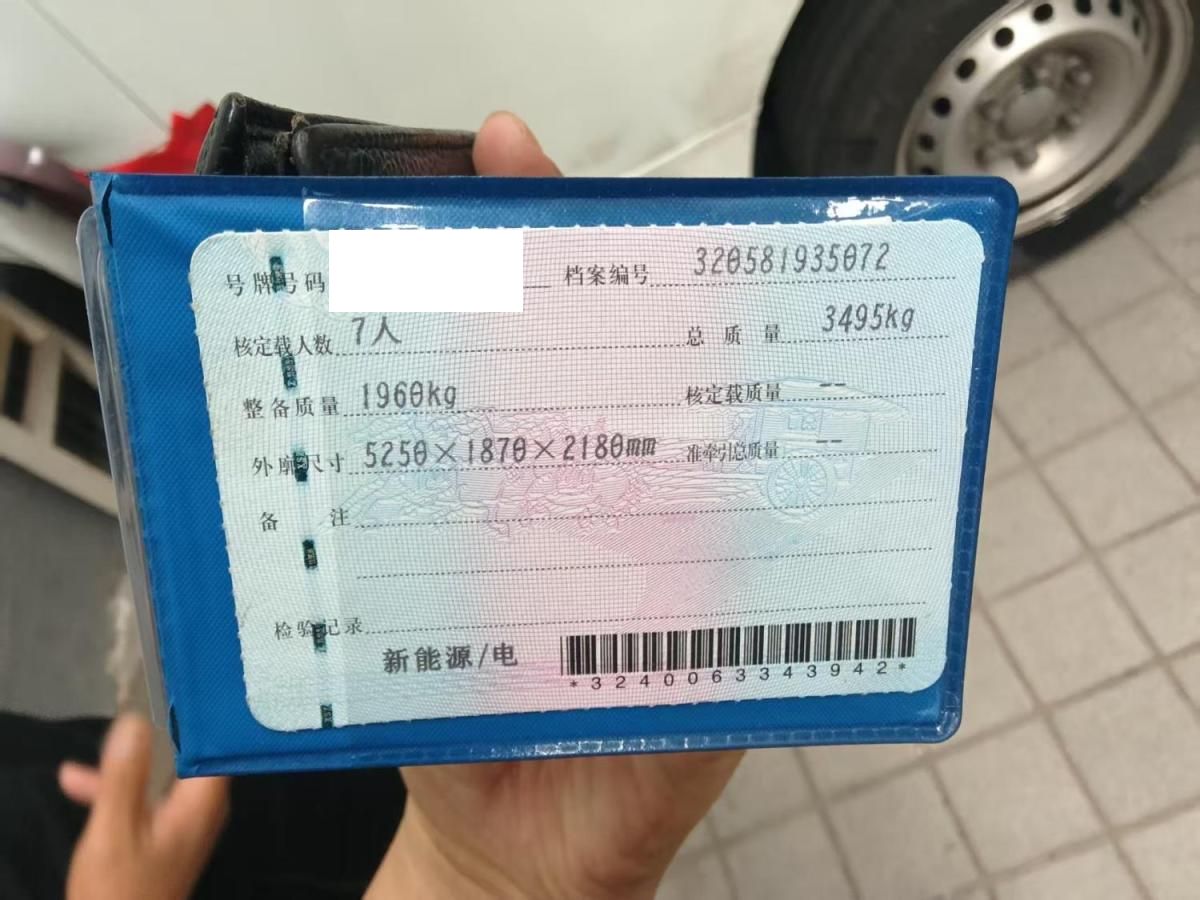 号牌号码 档案编号 320581935072
核定载人数 7人 总质量 3495kg
整备质量 1960kg 核定载质量 --
外廓尺寸 5250×1870×2180mm 准牵引总质量 --
备注
检验记录
新能源/电
*3240063343942*